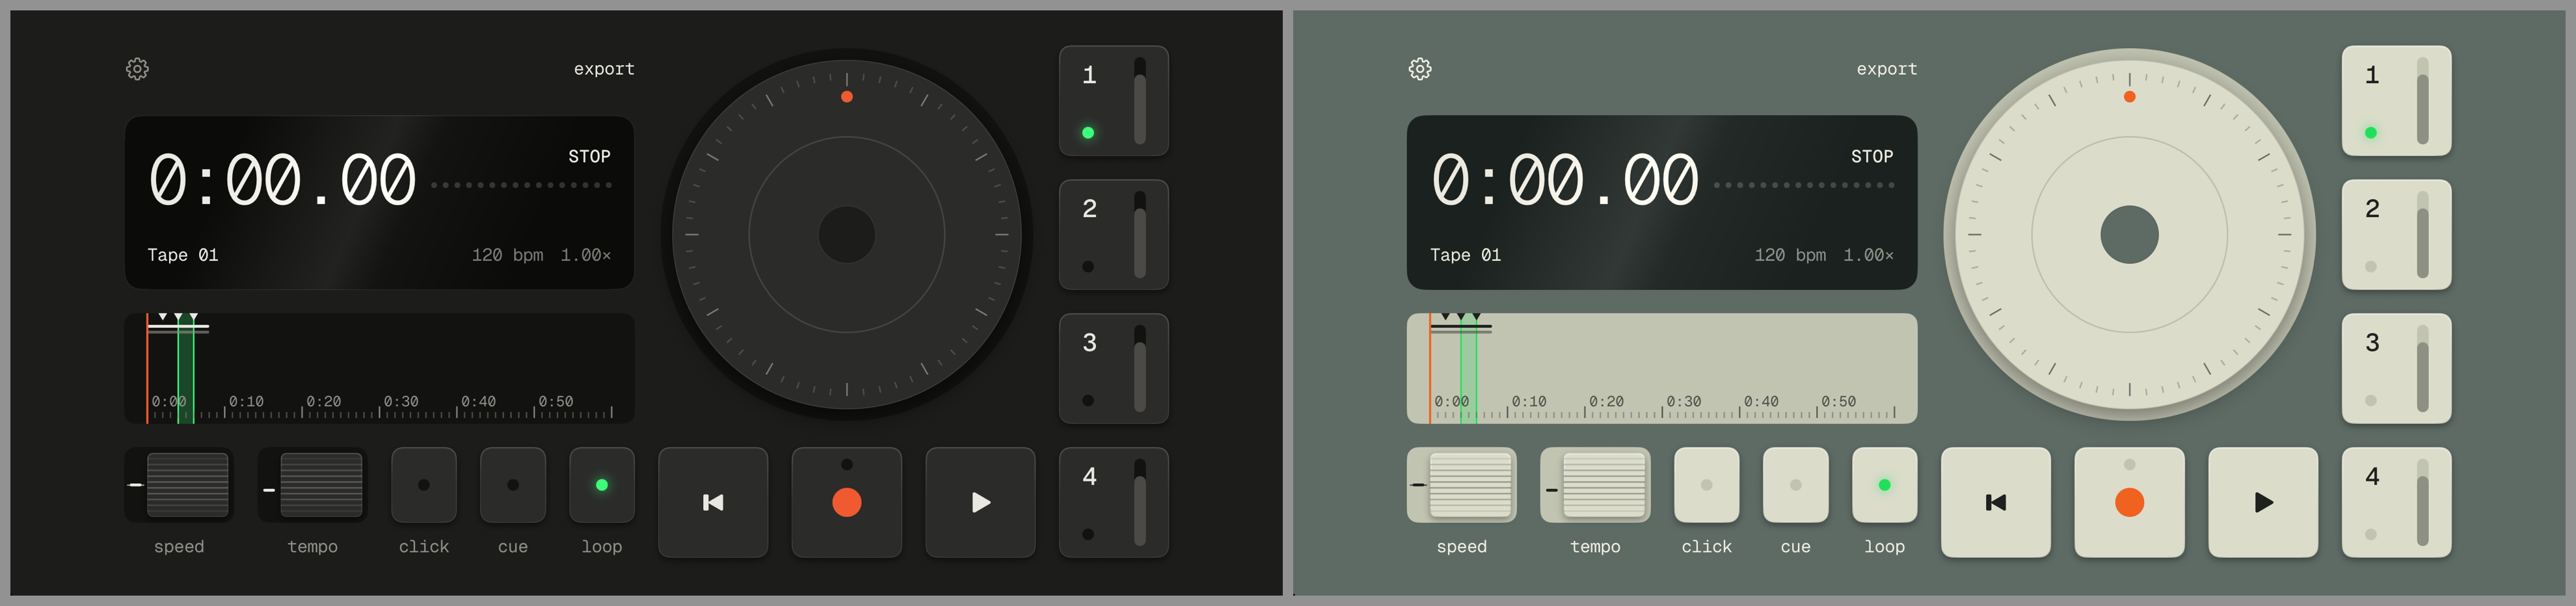 export
0:00.00
STOP
Tape 01
120 bpm 1.00×
0:00 0:10 0:20 0:30 0:40 0:50
speed tempo click cue loop
1
2
3
4
export
0:00.00
STOP
Tape 01
120 bpm 1.00×
0:00 0:10 0:20 0:30 0:40 0:50
speed tempo click cue loop
1
2
3
4